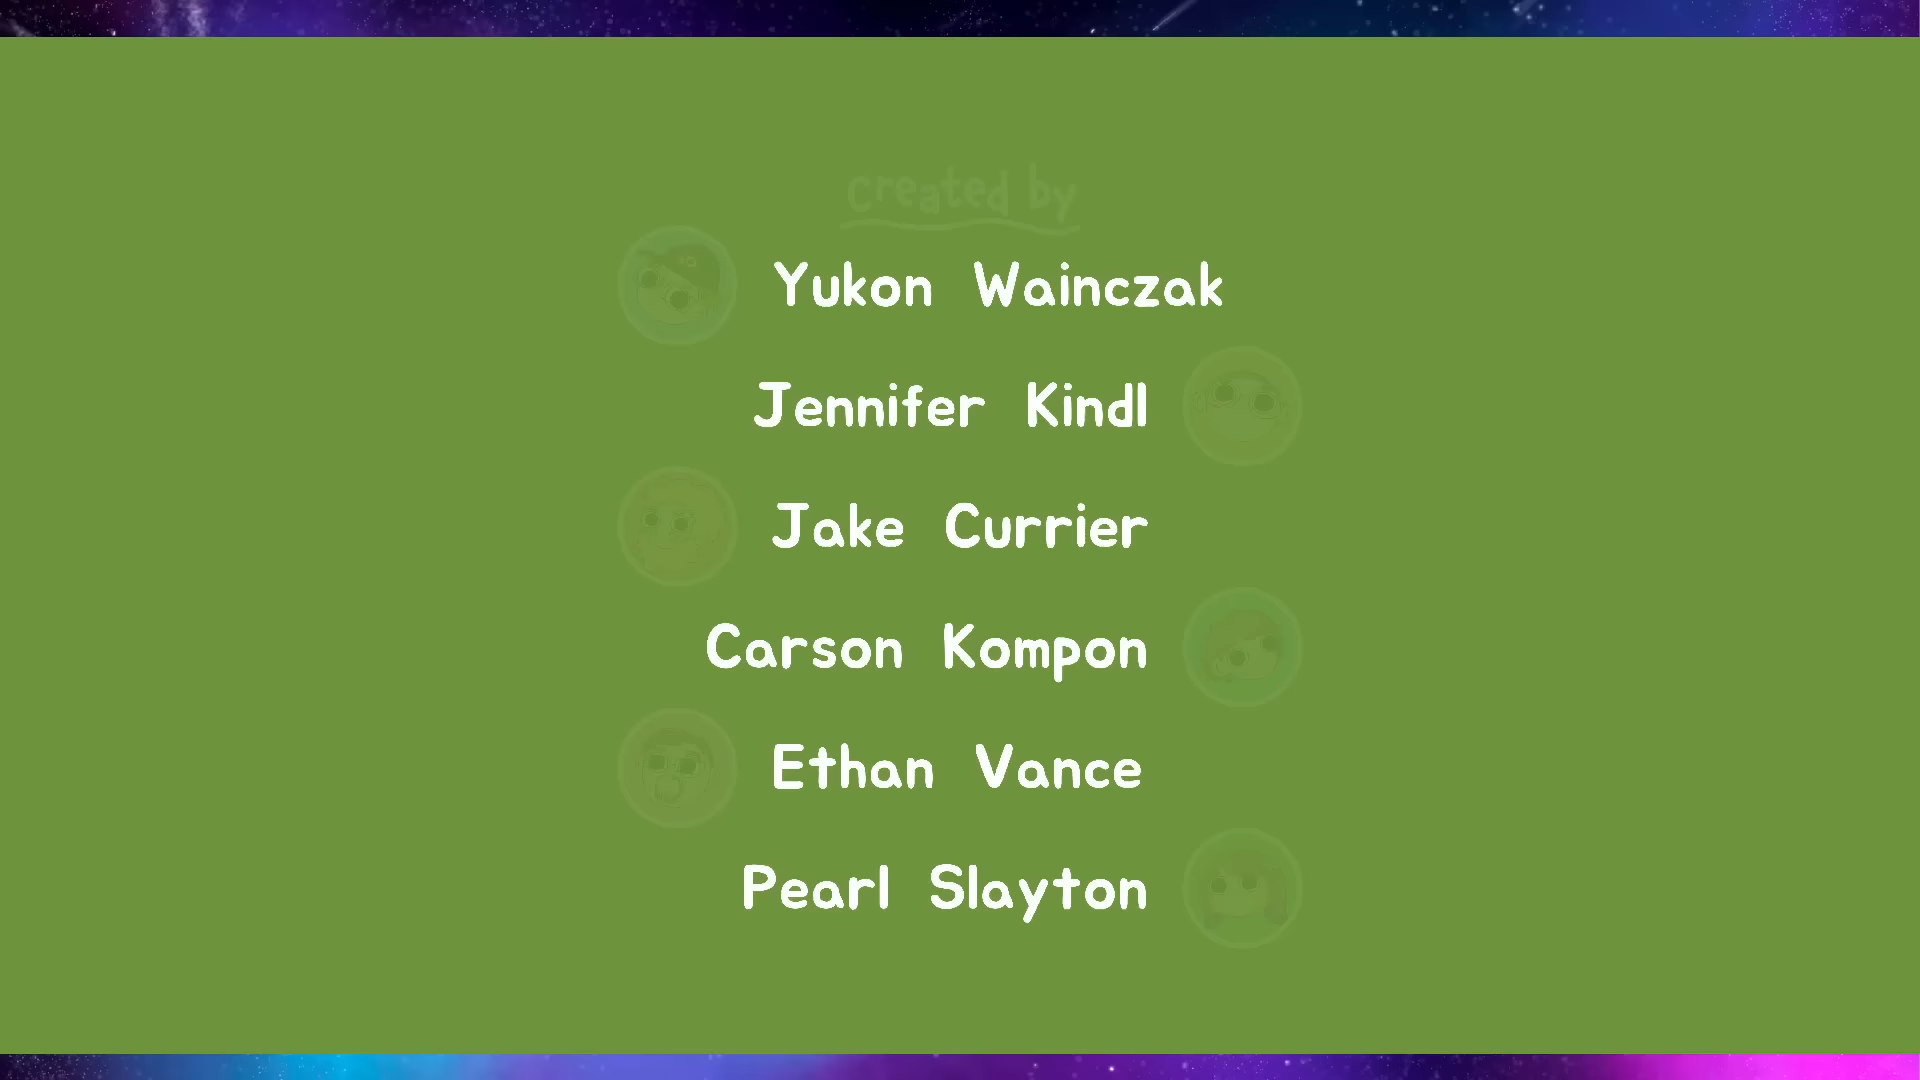 created by
Yukon Wainczak
Jennifer Kindl
Jake Currier
Carson Kompon
Ethan Vance
Pearl Slayton